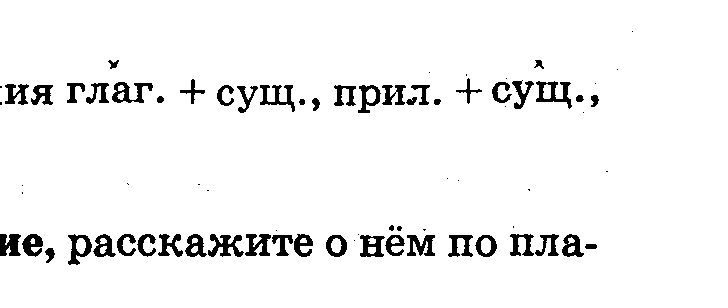 ия глаг. + сущ., прил. + сущ.,
ие, расскажите о нём по пла-